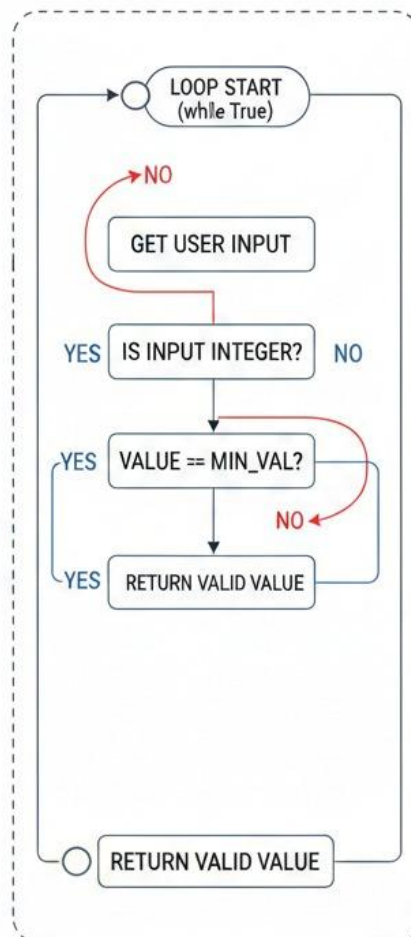 LOOP START
(while True)
NO
GET USER INPUT
YES IS INPUT INTEGER? NO
YES VALUE == MIN_VAL?
NO
YES RETURN VALID VALUE
RETURN VALID VALUE